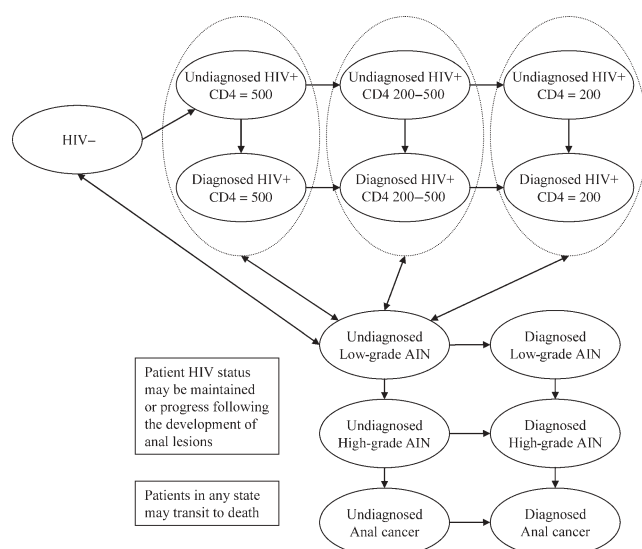 Undiagnosed HIV+
CD4 = 500
Undiagnosed HIV+
CD4 200–500
Undiagnosed HIV+
CD4 = 200
HIV–
Diagnosed HIV+
CD4 = 500
Diagnosed HIV+
CD4 200–500
Diagnosed HIV+
CD4 = 200
Undiagnosed
Low-grade AIN
Diagnosed
Low-grade AIN
Patient HIV status
may be maintained
or progress following
the development of
anal lesions
Undiagnosed
High-grade AIN
Diagnosed
High-grade AIN
Patients in any state
may transit to death
Undiagnosed
Anal cancer
Diagnosed
Anal cancer